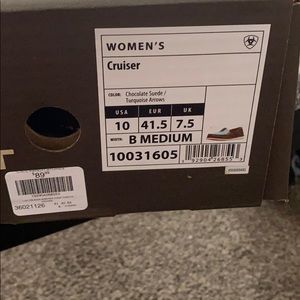 WOMEN'S
Cruiser
COLOR: Chocolate Suede /
Turquoise Arrows
USA EUR UK
10 41.5 7.5
WIDTH: B MEDIUM
10031605
T
89
36021126